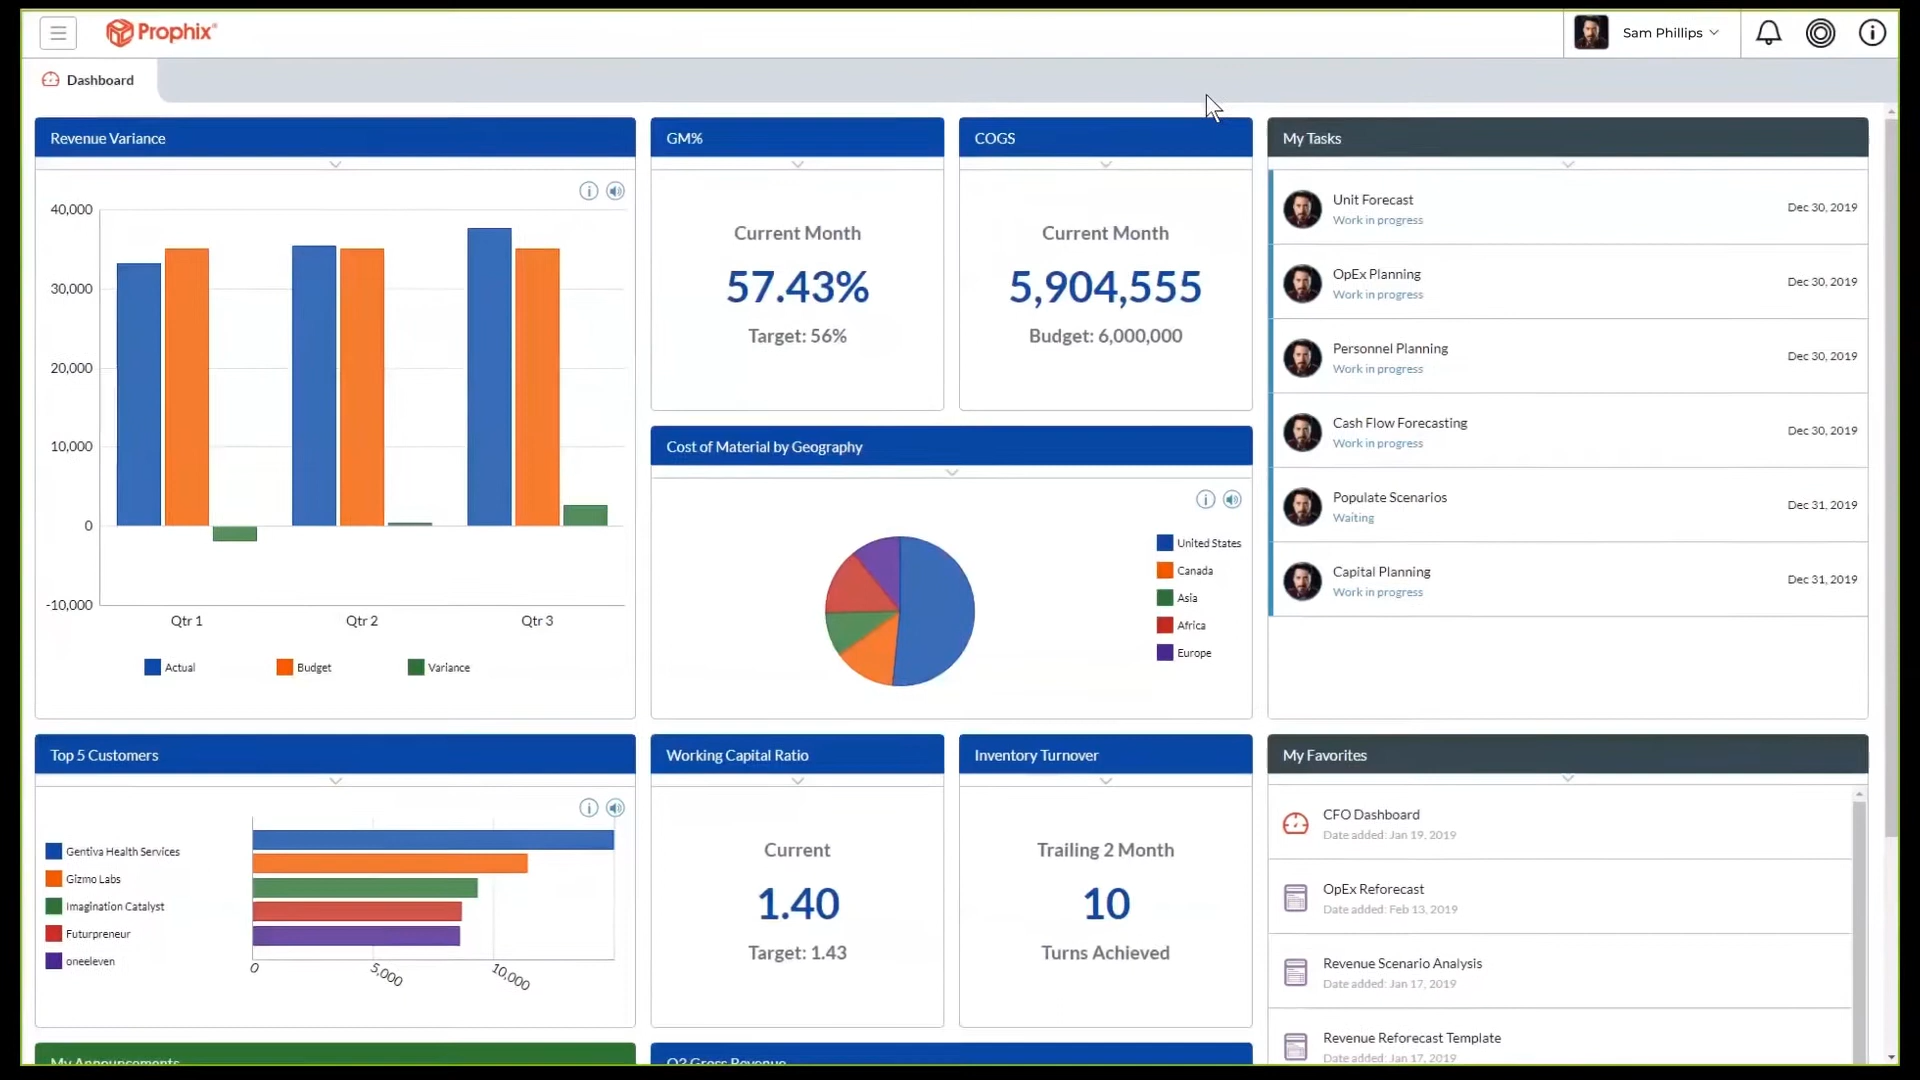 Prophix®
Sam Phillips
Dashboard
Revenue Variance
40,000
30,000
20,000
10,000
0
-10,000
Qtr 1
Qtr 2
Qtr 3
Actual
Budget
Variance
GM%
Current Month
57.43%
Target: 56%
COGS
Current Month
5,904,555
Budget: 6,000,000
Cost of Material by Geography
United States
Canada
Asia
Africa
Europe
My Tasks
Unit Forecast
Work in progress
Dec 30, 2019
OpEx Planning
Work in progress
Dec 30, 2019
Personnel Planning
Work in progress
Dec 30, 2019
Cash Flow Forecasting
Work in progress
Dec 30, 2019
Populate Scenarios
Waiting
Dec 31, 2019
Capital Planning
Work in progress
Dec 31, 2019
Top 5 Customers
Gentiva Health Services
Gizmo Labs
Imagination Catalyst
Futurpreneur
oneeleven
0
5,000
10,000
Working Capital Ratio
Current
1.40
Target: 1.43
Inventory Turnover
Trailing 2 Month
10
Turns Achieved
My Favorites
CFO Dashboard
Date added: Jan 19, 2019
OpEx Reforecast
Date added: Feb 13, 2019
Revenue Scenario Analysis
Date added: Jan 17, 2019
Revenue Reforecast Template
Date added: Jan 17, 2019
My Announcements
Q3 Gross Revenue